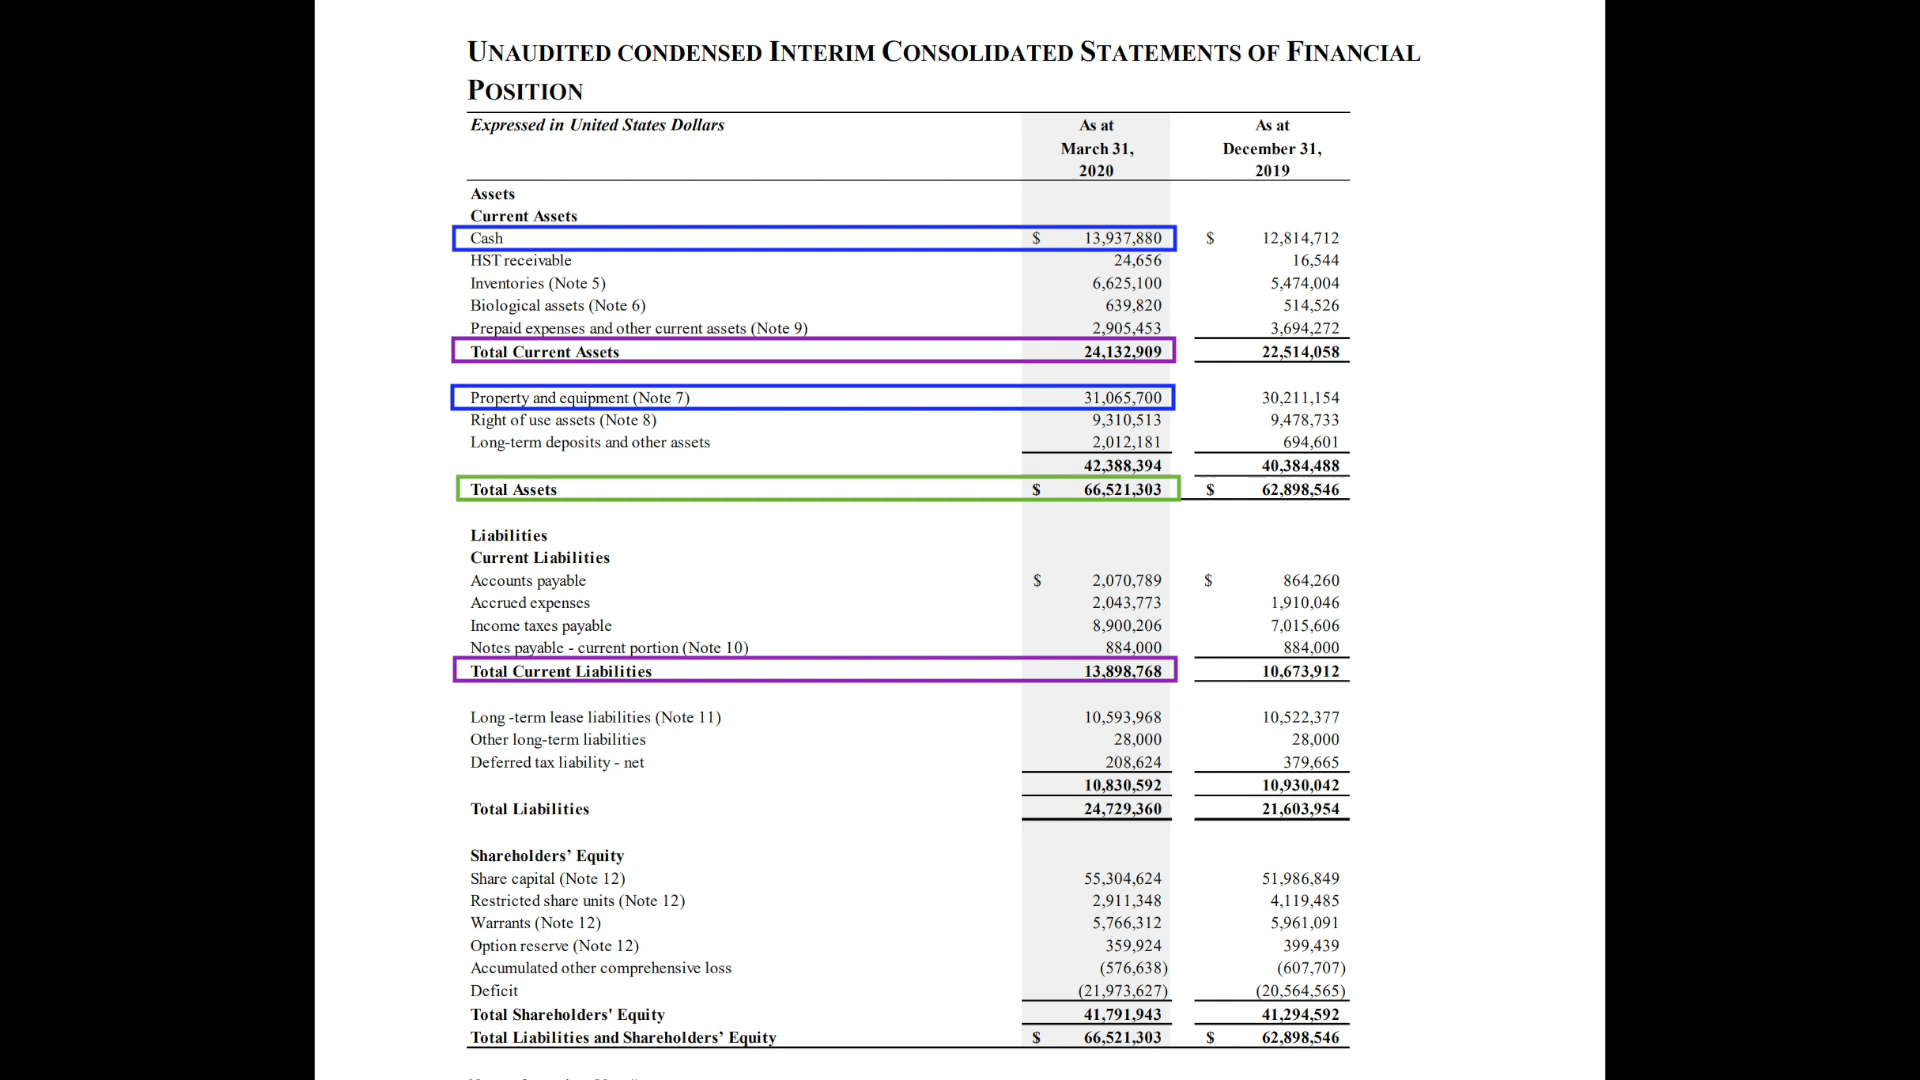 UNAUDITED CONDENSED INTERIM CONSOLIDATED STATEMENTS OF FINANCIAL
POSITION
Expressed in United States Dollars As at As at
March 31, December 31,
2020 2019
Assets
Current Assets
Cash $ 13,937,880 $ 12,814,712
HST receivable 24,656 16,544
Inventories (Note 5) 6,625,100 5,474,004
Biological assets (Note 6) 639,820 514,526
Prepaid expenses and other current assets (Note 9) 2,905,453 3,694,272
Total Current Assets 24,132,909 22,514,058
Property and equipment (Note 7) 31,065,700 30,211,154
Right of use assets (Note 8) 9,310,513 9,478,733
Long-term deposits and other assets 2,012,181 694,601
42,388,394 40,384,488
Total Assets $ 66,521,303 $ 62,898,546
Liabilities
Current Liabilities
Accounts payable $ 2,070,789 $ 864,260
Accrued expenses 2,043,773 1,910,046
Income taxes payable 8,900,206 7,015,606
Notes payable - current portion (Note 10) 884,000 884,000
Total Current Liabilities 13,898,768 10,673,912
Long -term lease liabilities (Note 11) 10,593,968 10,522,377
Other long-term liabilities 28,000 28,000
Deferred tax liability - net 208,624 379,665
10,830,592 10,930,042
Total Liabilities 24,729,360 21,603,954
Shareholders’ Equity
Share capital (Note 12) 55,304,624 51,986,849
Restricted share units (Note 12) 2,911,348 4,119,485
Warrants (Note 12) 5,766,312 5,961,091
Option reserve (Note 12) 359,924 399,439
Accumulated other comprehensive loss (576,638) (607,707)
Deficit (21,973,627) (20,564,565)
Total Shareholders' Equity 41,791,943 41,294,592
Total Liabilities and Shareholders’ Equity $ 66,521,303 $ 62,898,546